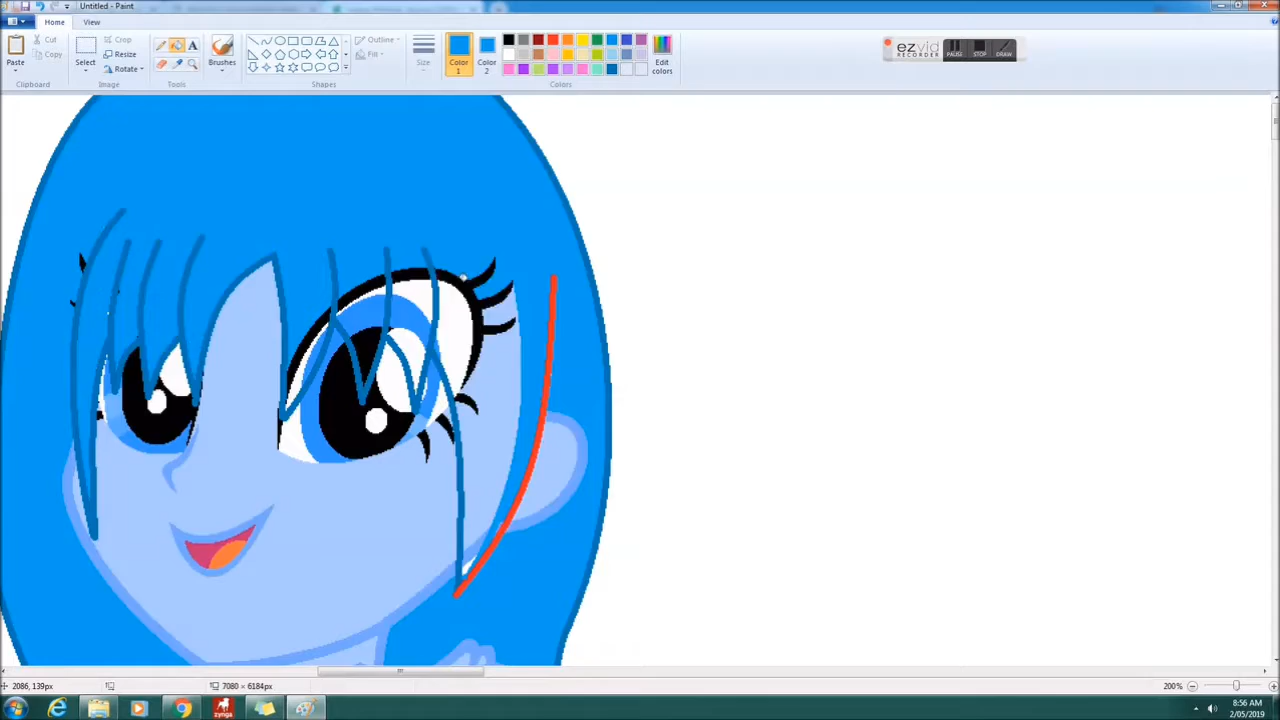 Untitled - Paint
Home View
Cut
Copy
Paste
Clipboard
Select
Crop
Resize
Rotate
Image
A
Tools
Brushes
Outline
Fill
Shapes
Size
Color 1
Color 2
Edit colors
Colors
ezvid
RECORDER
PAUSE
STOP
DRAW
2086, 139px
7080 × 6184px
200%
zynga
8:56 AM
2/05/2019